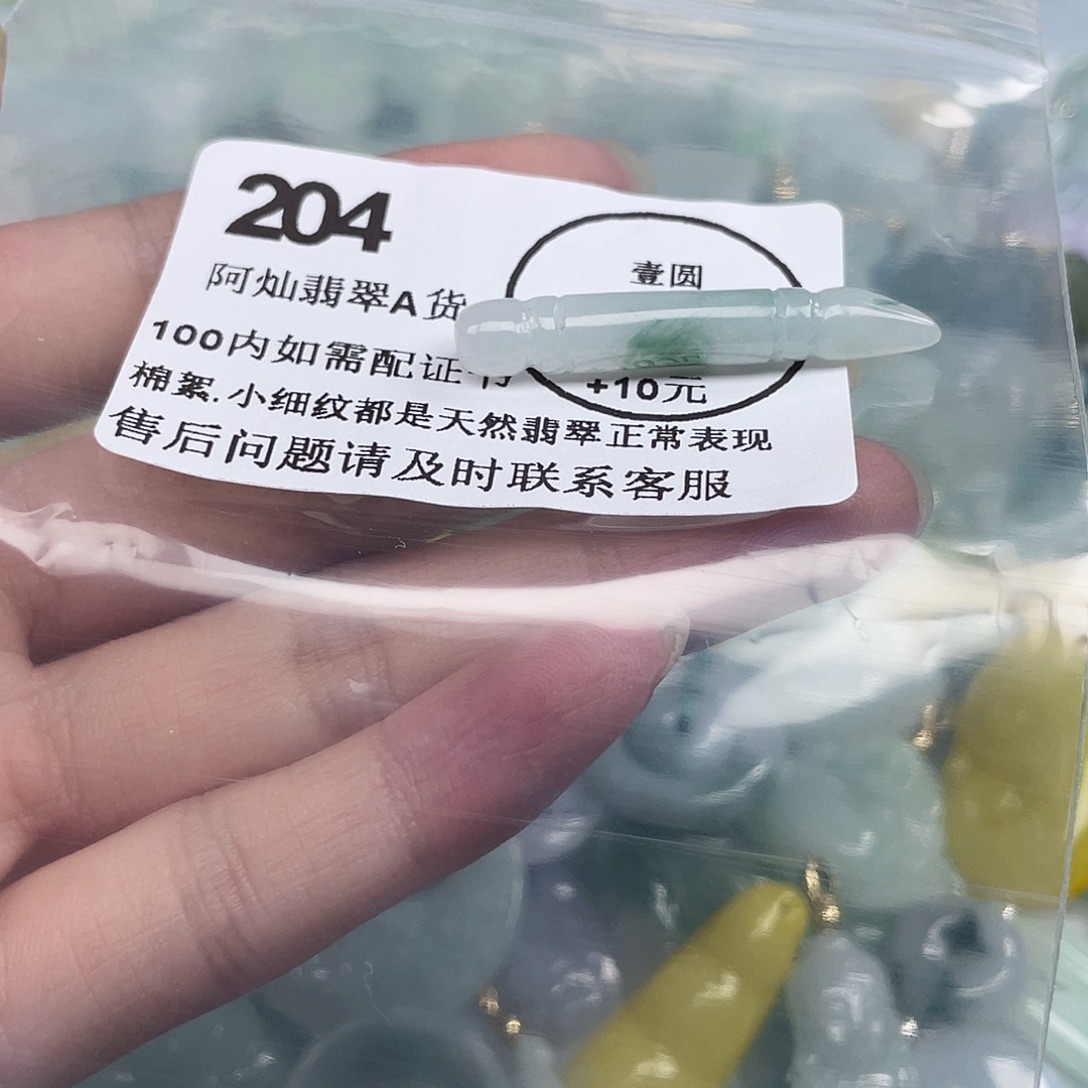 204
阿灿翡翠A货
壹圆
100内如需配证书
+10元
棉絮.小细纹都是天然翡翠正常表现
售后问题请及时联系客服